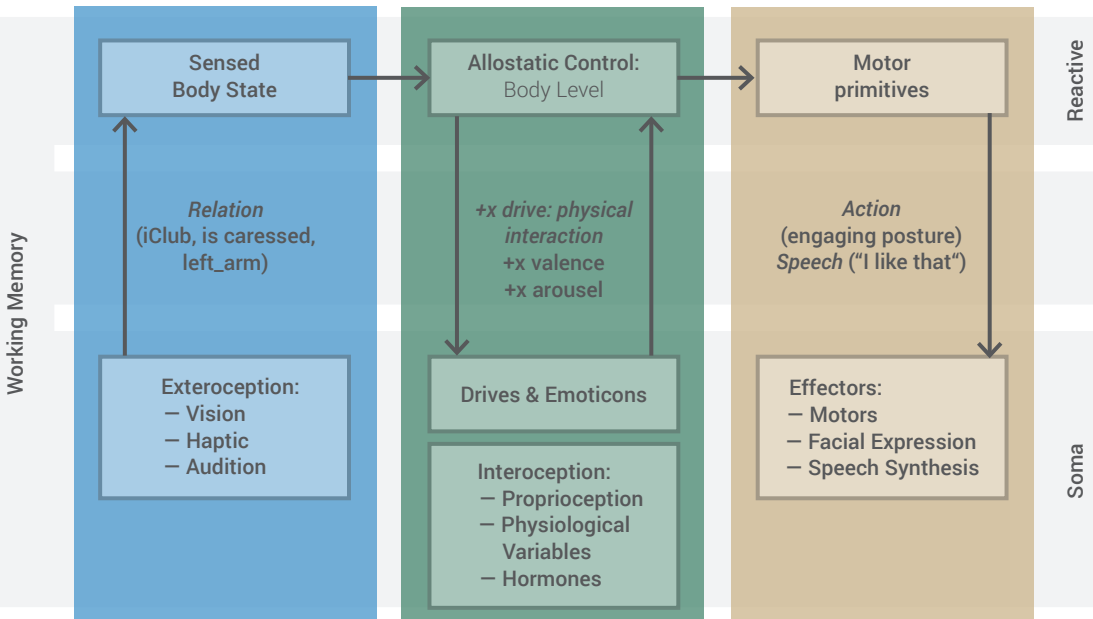 Working Memory
Sensed
Body State
Relation
(iClub, is caressed,
left_arm)
Exteroception:
– Vision
– Haptic
– Audition
Allostatic Control:
Body Level
+x drive: physical
interaction
+x valence
+x arousel
Drives & Emoticons
Interoception:
– Proprioception
– Physiological
Variables
– Hormones
Motor
primitives
Action
(engaging posture)
Speech (“I like that“)
Effectors:
– Motors
– Facial Expression
– Speech Synthesis
Reactive
Soma